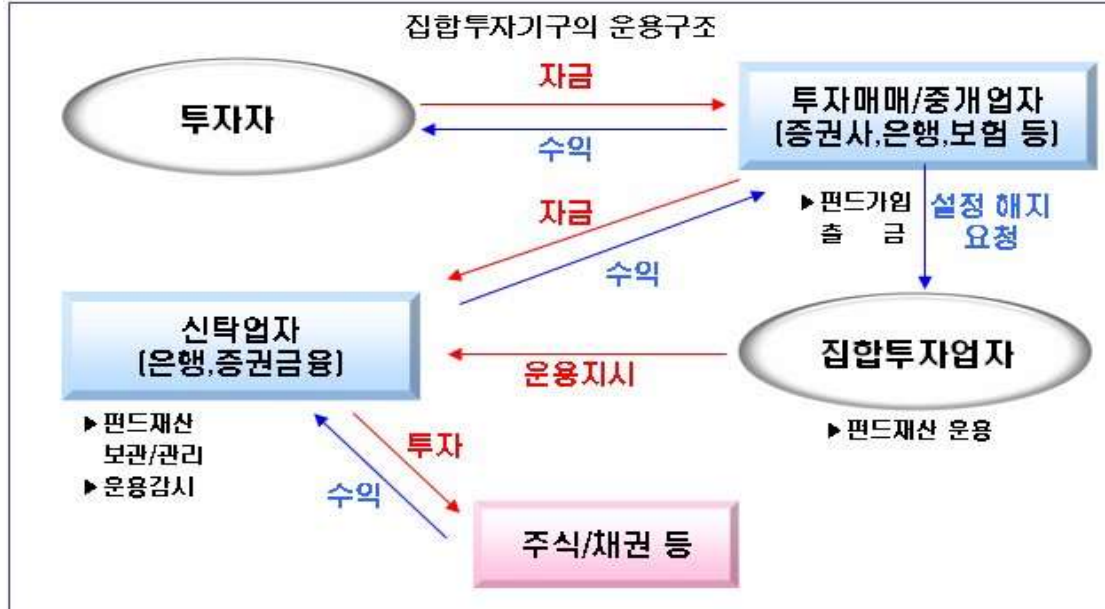 집합투자기구의 운용구조
자금
투자자
투자매매/중개업자
(증권사,은행,보험 등)
수익
▶펀드가입
출 금
설정 해지
요청
자금
수익
신탁업자
(은행,증권금융)
운용지시
집합투자업자
▶펀드재산
보관/관리
▶운용감시
▶펀드재산 운용
투자
수익
주식/채권 등